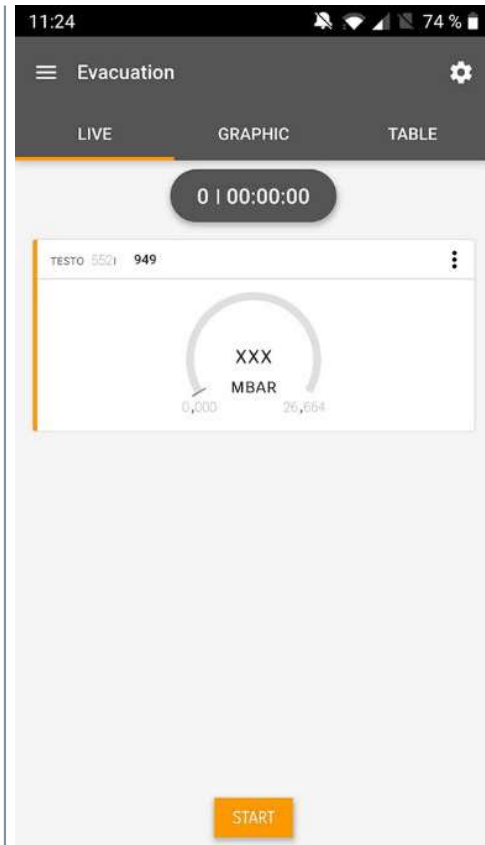 11:24 74 %
Evacuation
LIVE GRAPHIC TABLE
0 | 00:00:00
TESTO 552I 949
XXX
MBAR
0,000 26,664
START